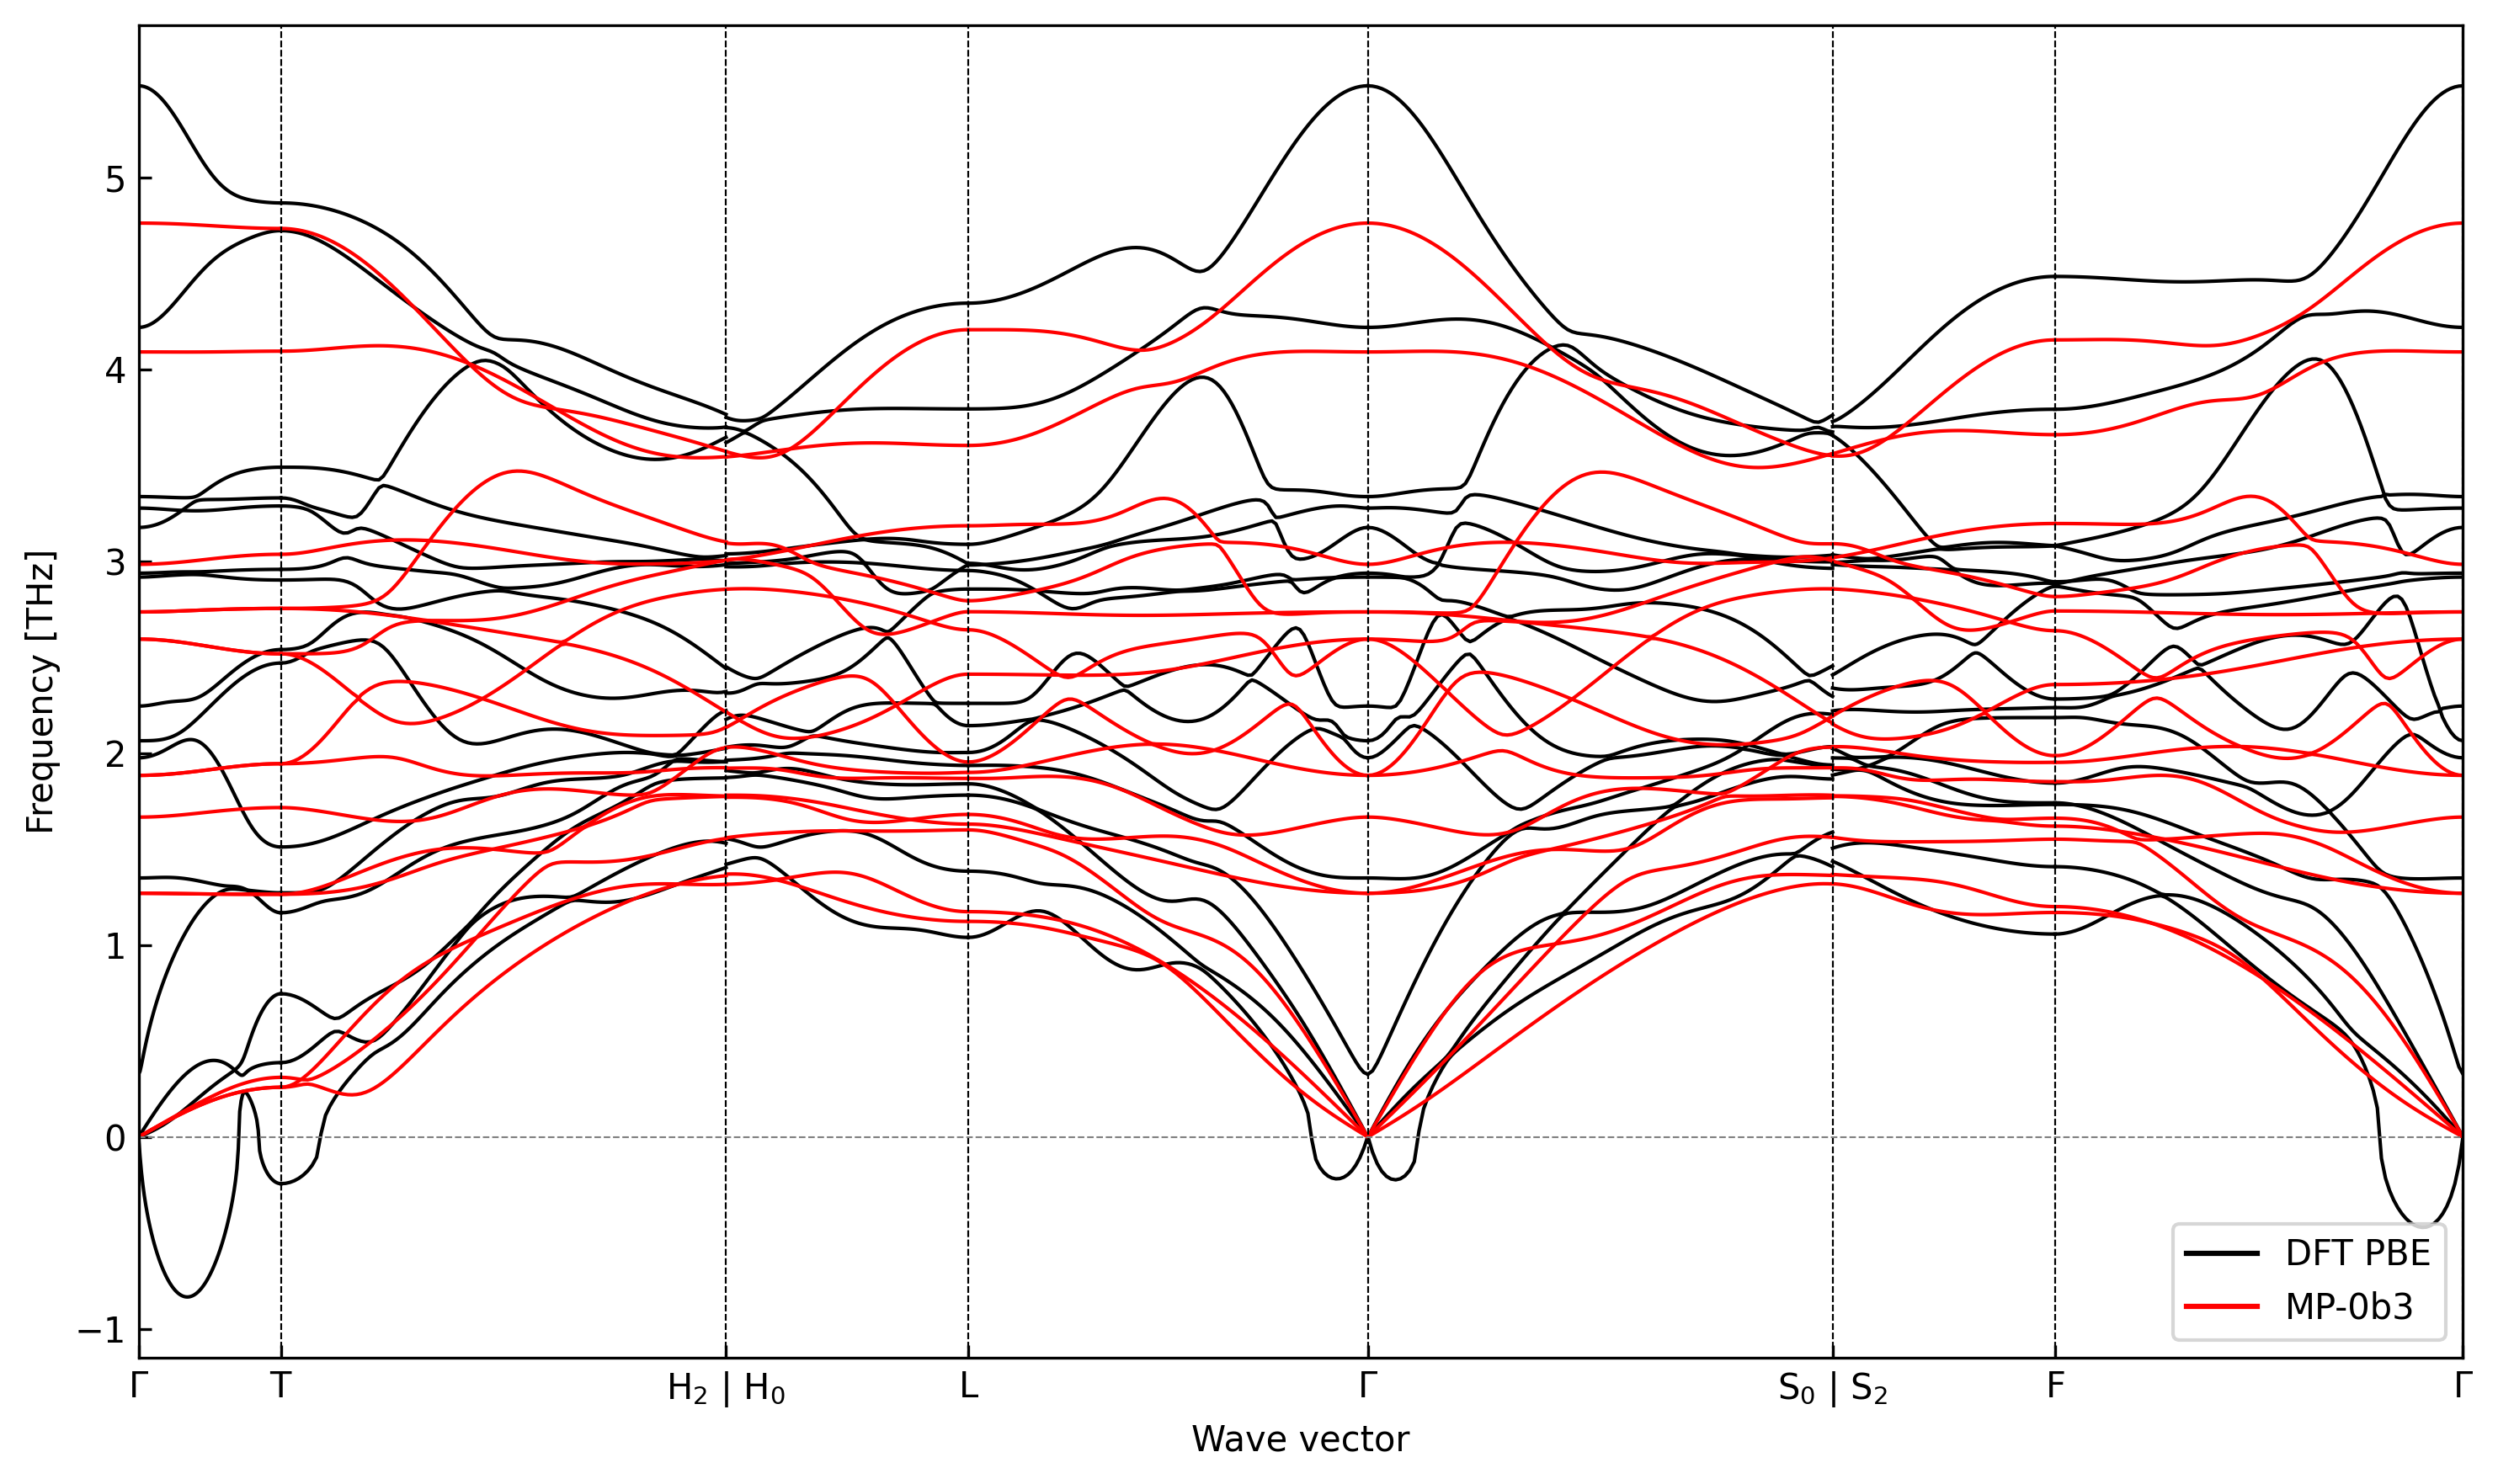 Frequency [THz]
5
4
3
2
1
0
−1
DFT PBE
MP-0b3
Γ T H₂ | H₀ L Γ S₀ | S₂ F Γ
Wave vector